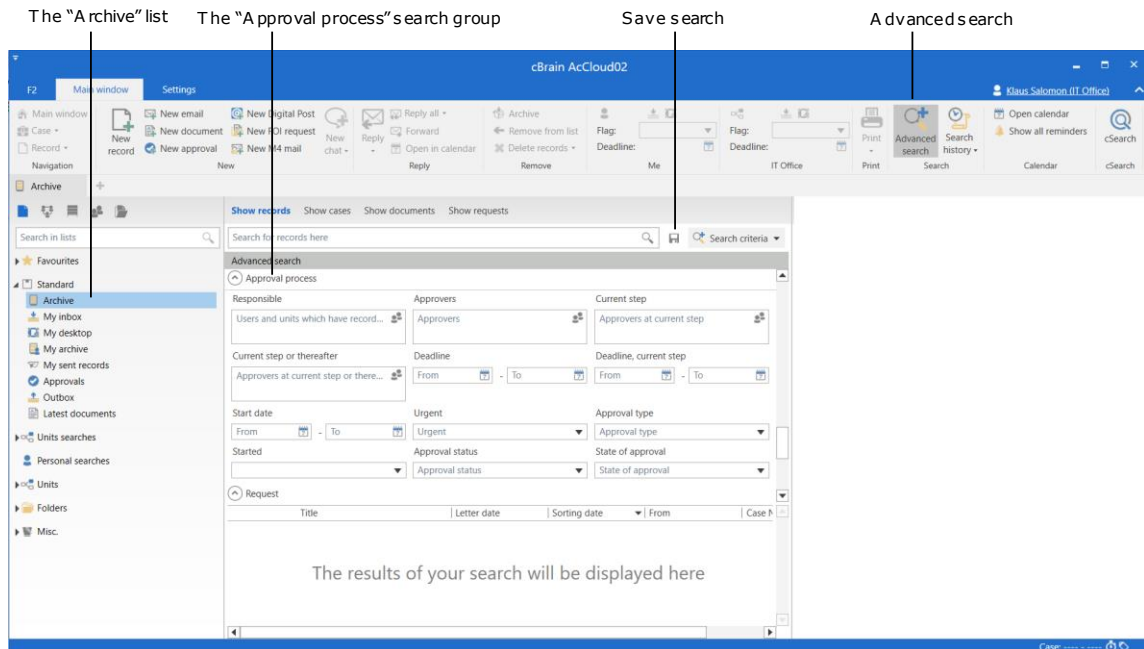 The "Archive" list The "Approval process" search group Save search Advanced search
cBrain AcCloud02
F2 Main window Settings Klaus Salomon (IT Office)
Main window New email New Digital Post Reply all Archive Open calendar
Case New document New FOI request Forward Remove from list Flag: Flag: Show all reminders
Record New record New approval New M4 mail New chat Reply Open in calendar Delete records Deadline: Deadline: Print Advanced search Search history cSearch
Navigation New Reply Remove Me IT Office Print Search Calendar cSearch
Archive
Show records Show cases Show documents Show requests
Search in lists Search for records here Search criteria
Favourites Advanced search
Approval process
Standard
Archive Responsible Approvers Current step
My inbox Users and units which have record... Approvers Approvers at current step
My desktop
My archive Current step or thereafter Deadline Deadline, current step
My sent records Approvers at current step or there... From - To From - To
Approvals
Outbox
Latest documents Start date Urgent Approval type
From - To Urgent Approval type
Units searches
Started Approval status State of approval
Personal searches Approval status State of approval
Units
Request
Folders Title Letter date Sorting date From Case N
Misc.
The results of your search will be displayed here
Case: ---- - ----